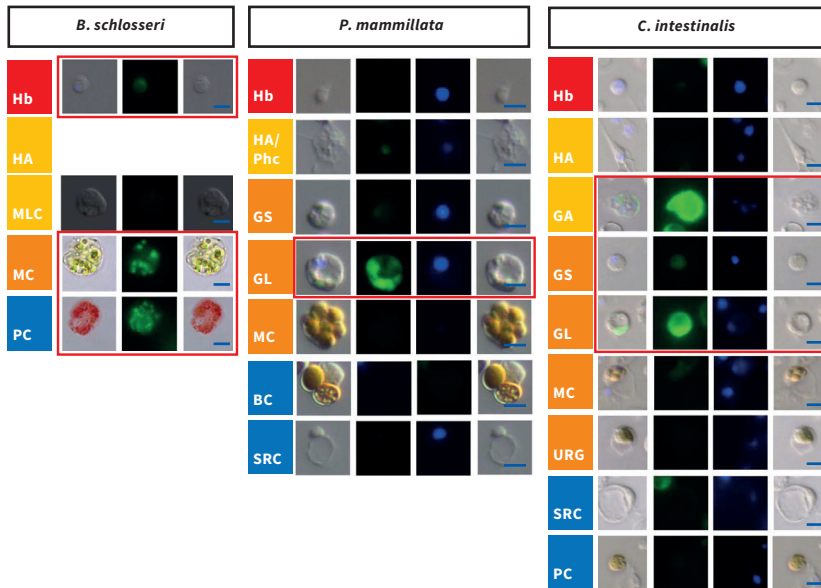 B. schlosseri
Hb
HA
MLC
MC
PC
P. mammillata
Hb
HA/
Phc
GS
GL
MC
BC
SRC
C. intestinalis
Hb
HA
GA
GS
GL
MC
URG
SRC
PC